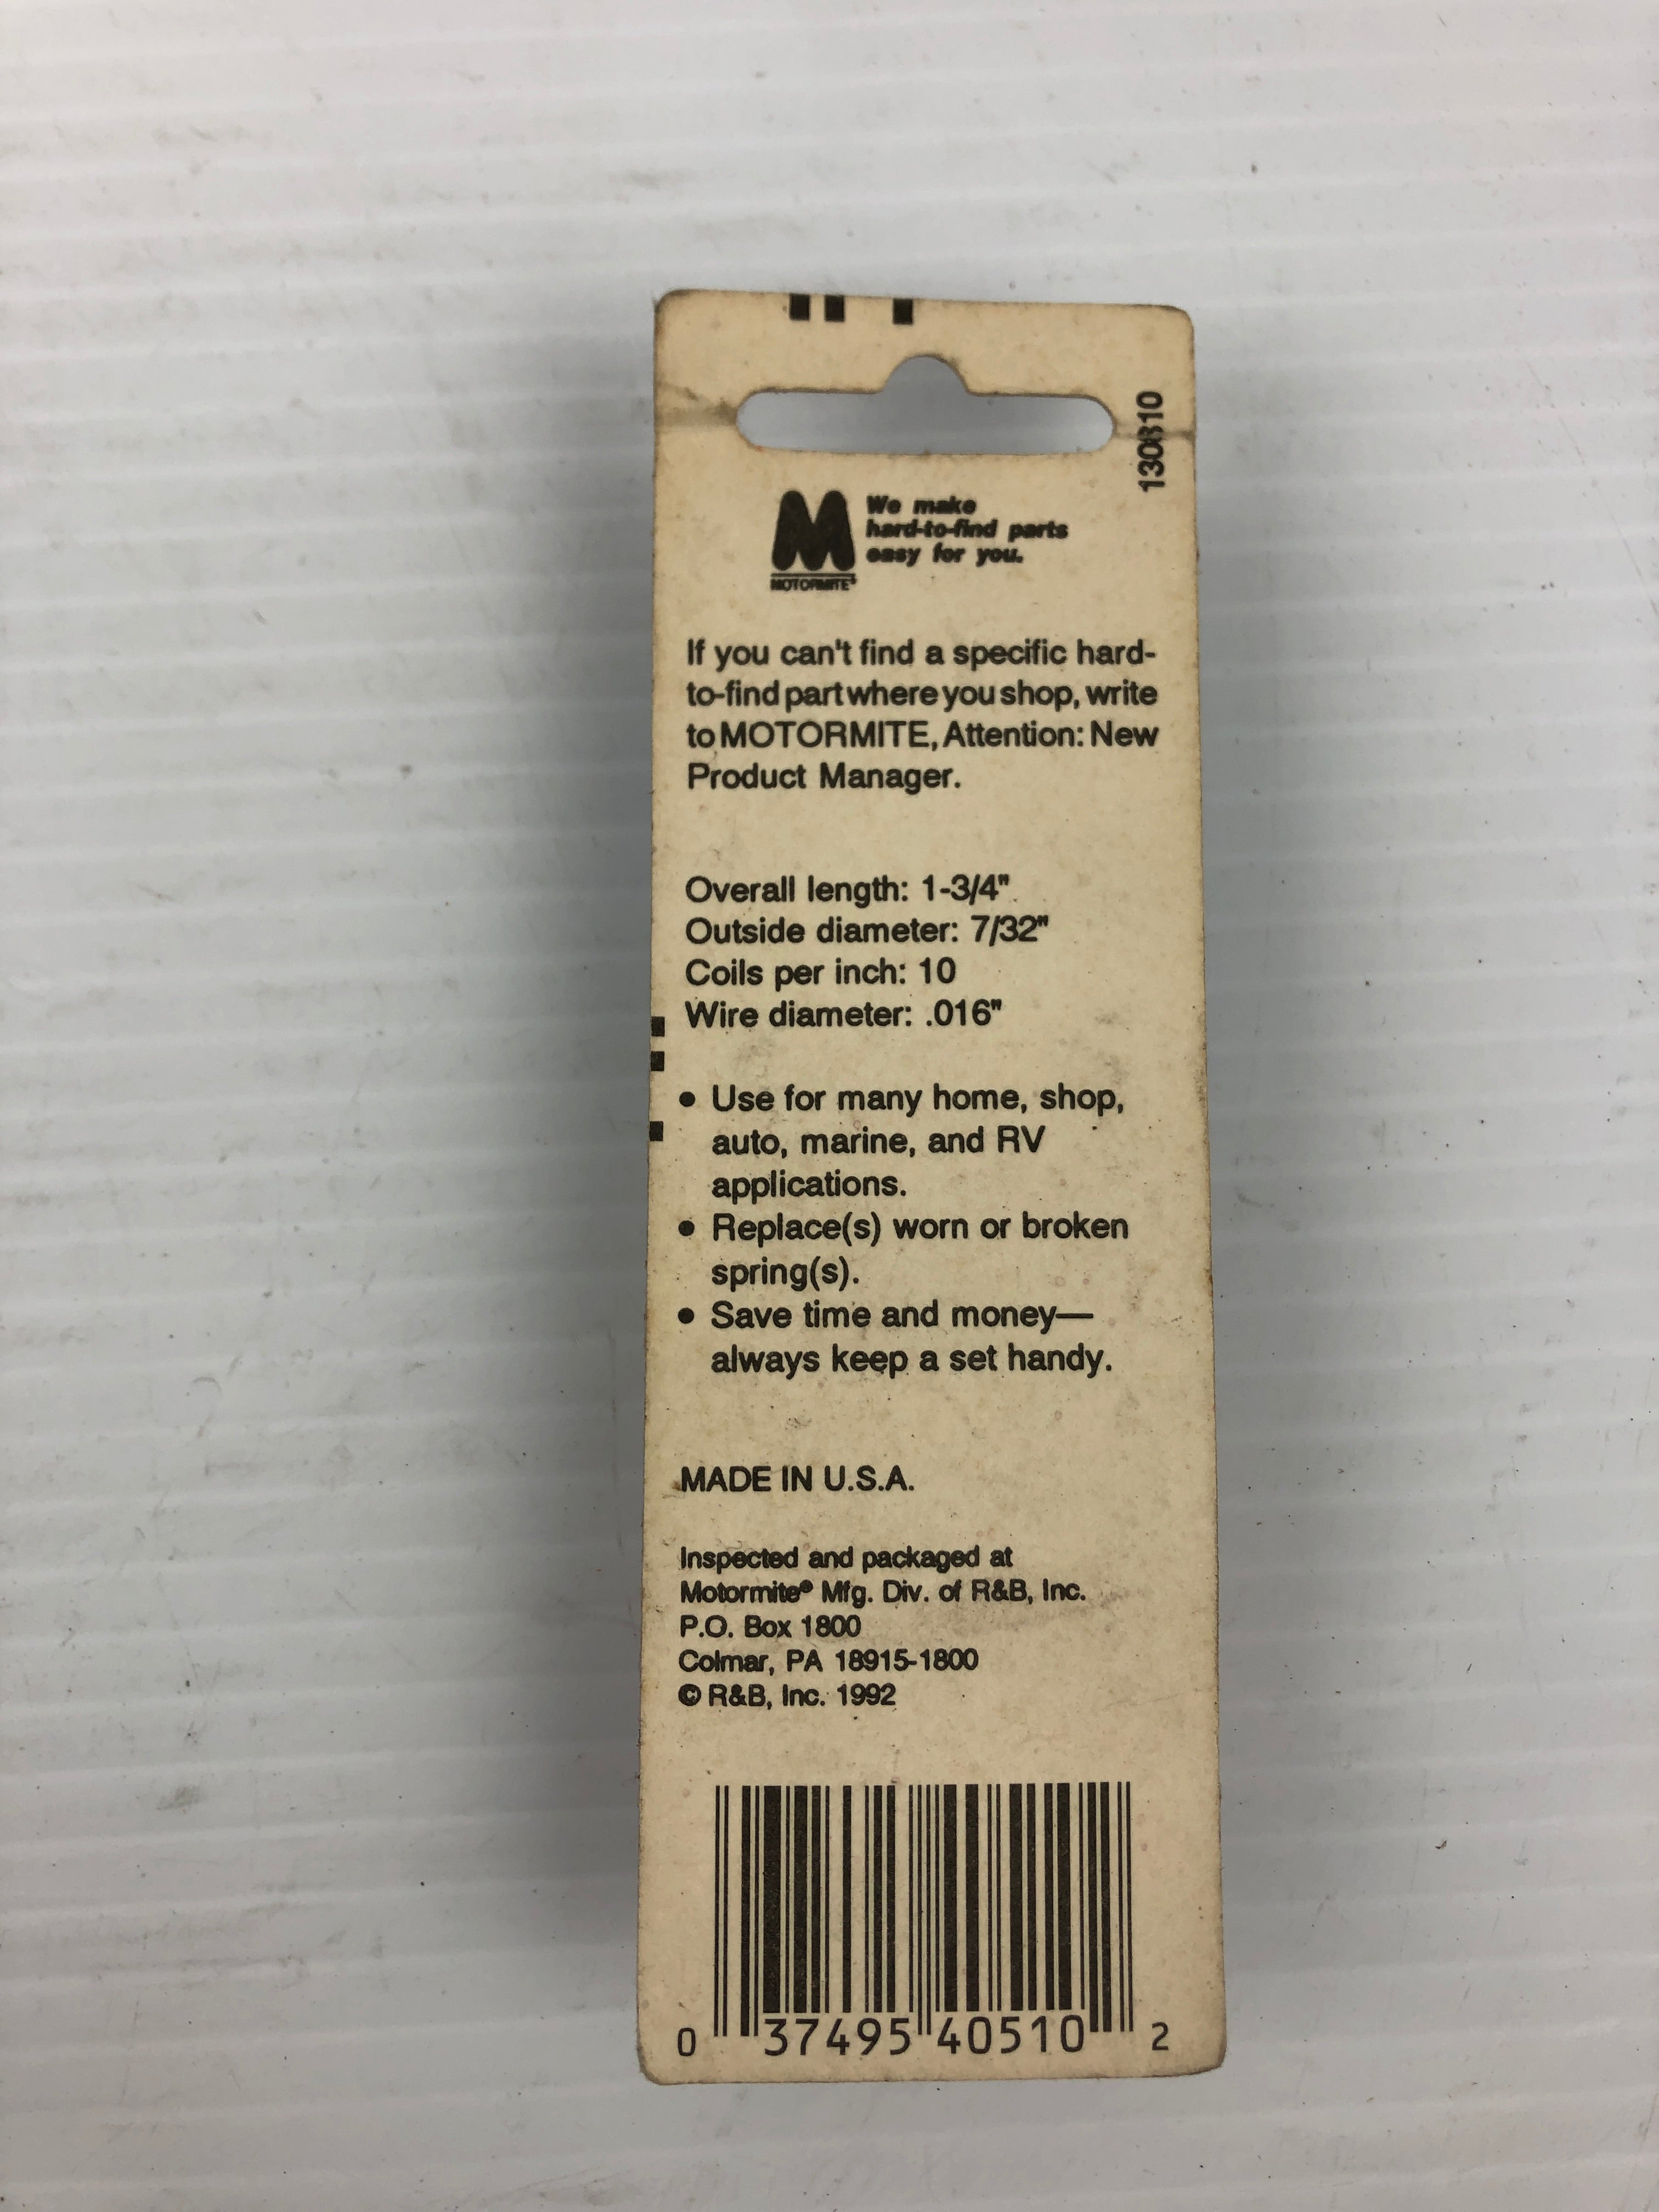 130810
We make
hard-to-find parts
easy for you.
MOTORMITE®
If you can't find a specific hard-
to-find part where you shop, write
to MOTORMITE, Attention: New
Product Manager.
Overall length: 1-3/4"
Outside diameter: 7/32"
Coils per inch: 10
Wire diameter: .016"
• Use for many home, shop,
auto, marine, and RV
applications.
• Replace(s) worn or broken
spring(s).
• Save time and money—
always keep a set handy.
MADE IN U.S.A.
Inspected and packaged at
Motormite® Mfg. Div. of R&B, Inc.
P.O. Box 1800
Colmar, PA 18915-1800
© R&B, Inc. 1992
0 37495 40510 2